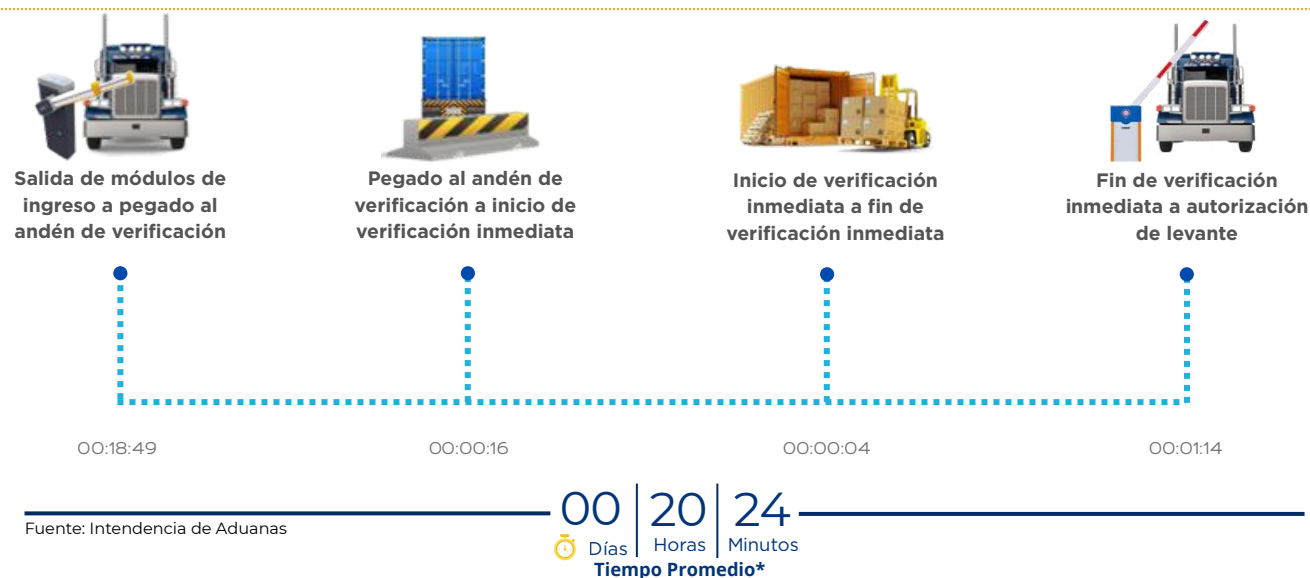 Salida de módulos de
ingreso a pegado al
andén de verificación
Pegado al andén de
verificación a inicio de
verificación inmediata
Inicio de verificación
inmediata a fin de
verificación inmediata
Fin de verificación
inmediata a autorización
de levante
00:18:49
00:00:16
00:00:04
00:01:14
Fuente: Intendencia de Aduanas
00 20 24
Días Horas Minutos
Tiempo Promedio*